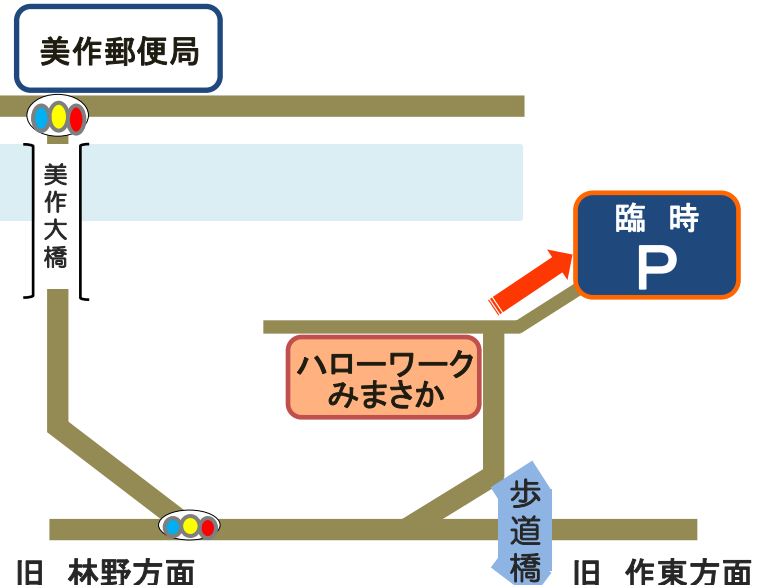 美作郵便局
美作大橋
臨 時
P
ハローワーク
みまさか
歩道橋
旧 林野方面
旧 作東方面